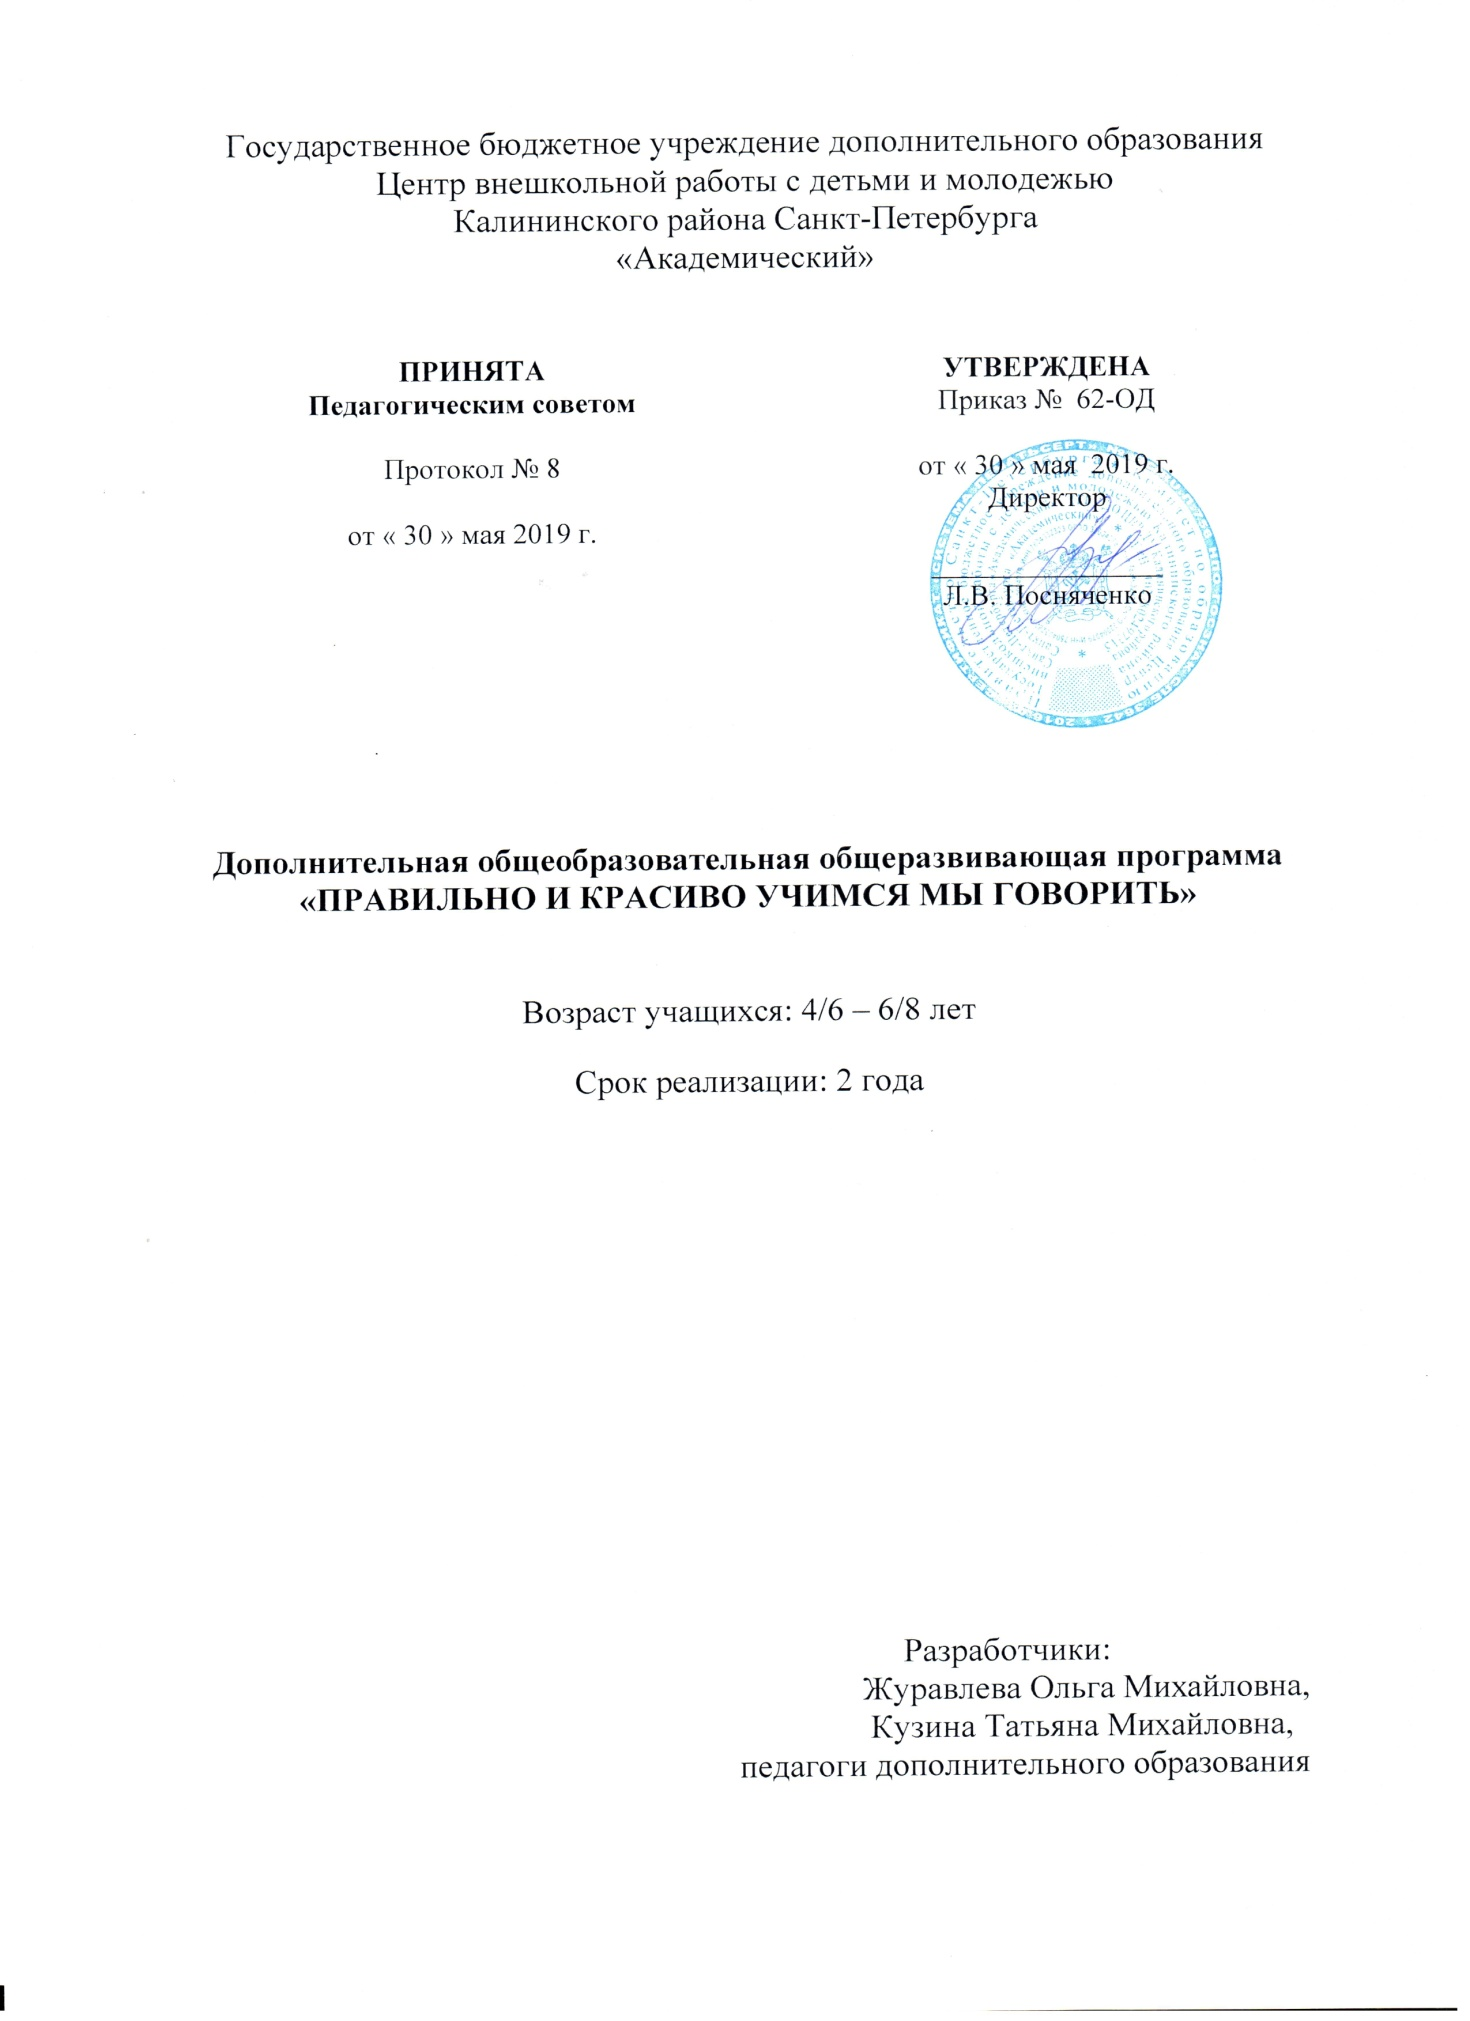 Государственное бюджетное учреждение дополнительного образования
Центр внешкольной работы с детьми и молодежью
Калининского района Санкт-Петербурга
«Академический»
ПРИНЯТА
Педагогическим советом
Протокол № 8
от « 30 » мая 2019 г.
УТВЕРЖДЕНА
Приказ № 62-ОД
от « 30 » мая 2019 г.
Директор
Л.В. Посняченко
Дополнительная общеобразовательная общеразвивающая программа
«ПРАВИЛЬНО И КРАСИВО УЧИМСЯ МЫ ГОВОРИТЬ»
Возраст учащихся: 4/6 – 6/8 лет
Срок реализации: 2 года
Разработчики:
Журавлева Ольга Михайловна,
Кузина Татьяна Михайловна,
педагоги дополнительного образования